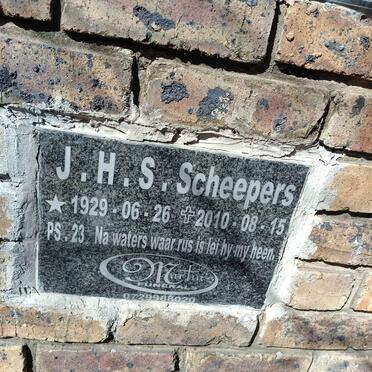 J.H.S. Scheepers
★ 1929-06-26 ✞ 2010-08-15
PS. 23 Na waters waar rus is lei hy my heen
FUNERALS